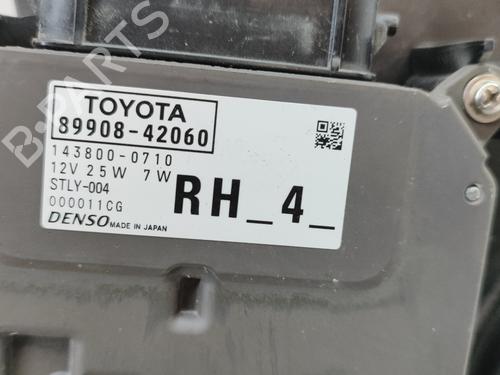 TOYOTA
89908-42060
143800-0710
12V 25W 7W
STLY-004
000011CG
RH_4_
DENSO MADE IN JAPAN
B-PARTS